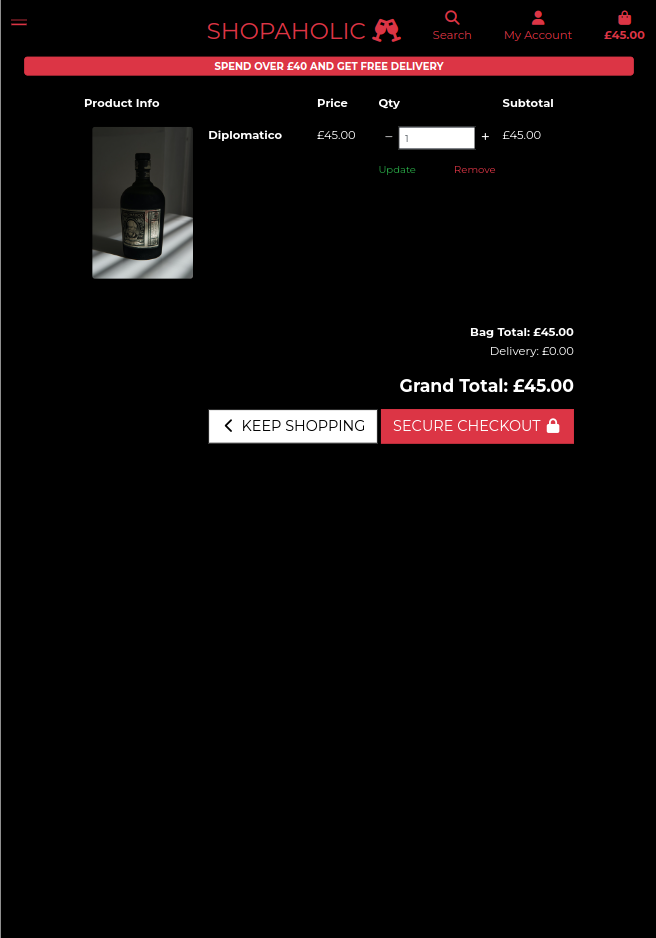 SHOPAHOLIC
Search
My Account
£45.00
SPEND OVER £40 AND GET FREE DELIVERY
Product Info Price Qty Subtotal
Diplomatico £45.00 − 1 + £45.00
Update Remove
Bag Total: £45.00
Delivery: £0.00
Grand Total: £45.00
KEEP SHOPPING SECURE CHECKOUT